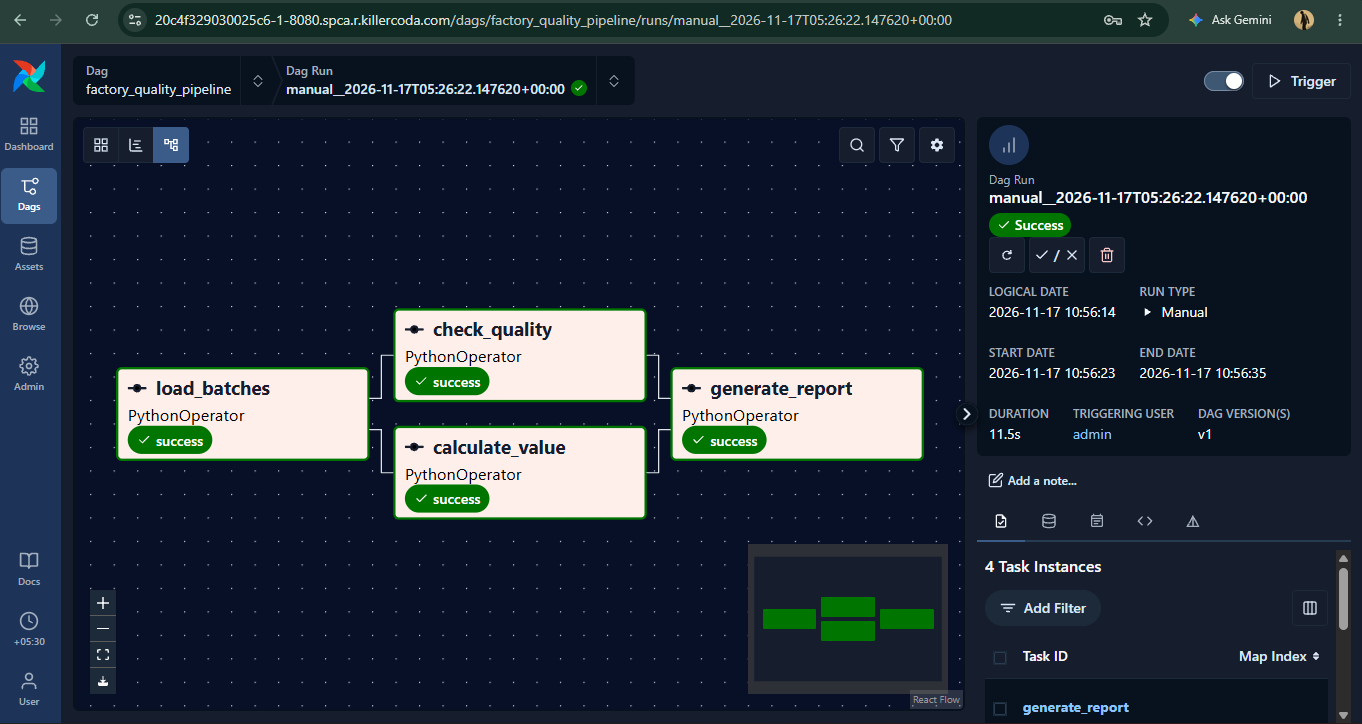 20c4f329030025c6-1-8080.spca.r.killercoda.com/dags/factory_quality_pipeline/runs/manual__2026-11-17T05:26:22.147620+00:00
Ask Gemini
Dag
factory_quality_pipeline
Dag Run
manual__2026-11-17T05:26:22.147620+00:00
Trigger
Dashboard
Dags
Assets
Browse
Admin
Docs
+05:30
User
load_batches
PythonOperator
success
check_quality
PythonOperator
success
calculate_value
PythonOperator
success
generate_report
PythonOperator
success
React Flow
Dag Run
manual__2026-11-17T05:26:22.147620+00:00
Success
/
LOGICAL DATE
2026-11-17 10:56:14
RUN TYPE
Manual
START DATE
2026-11-17 10:56:23
END DATE
2026-11-17 10:56:35
DURATION
11.5s
TRIGGERING USER
admin
DAG VERSION(S)
v1
Add a note...
4 Task Instances
Add Filter
Task ID
Map Index
generate_report